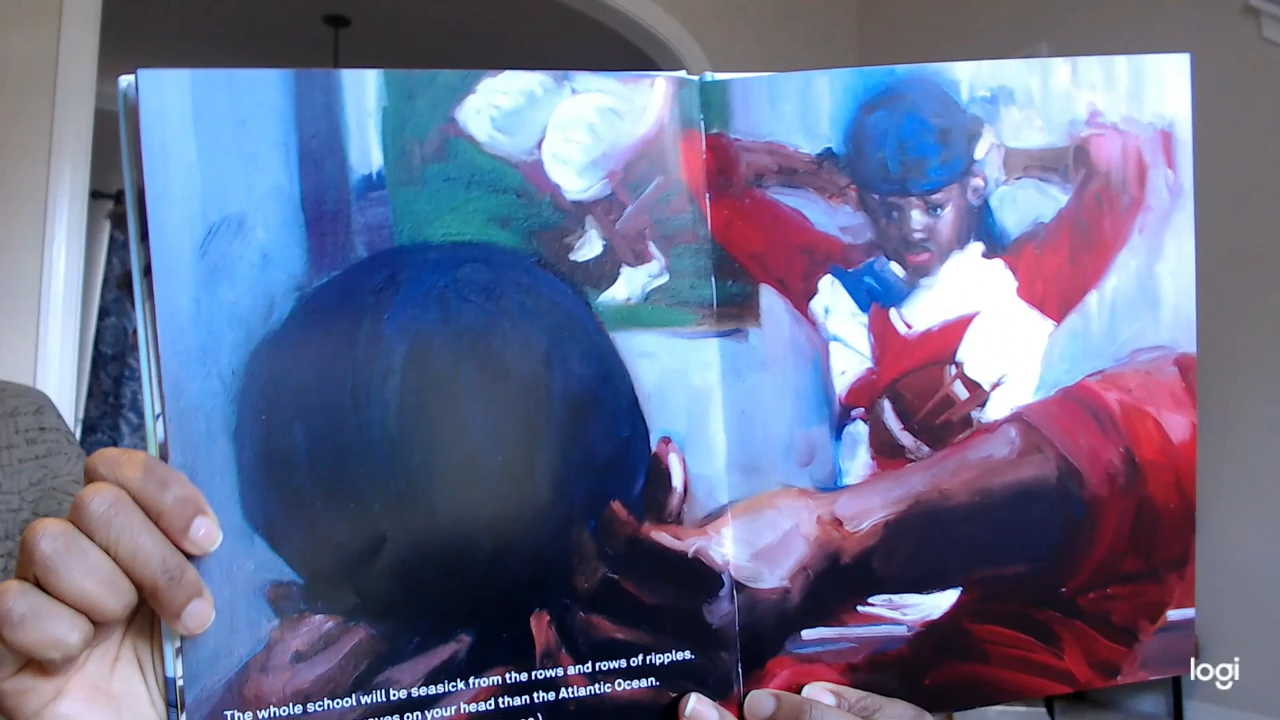 The whole school will be seasick from the rows and rows of ripples.
on your head than the Atlantic Ocean.
logi